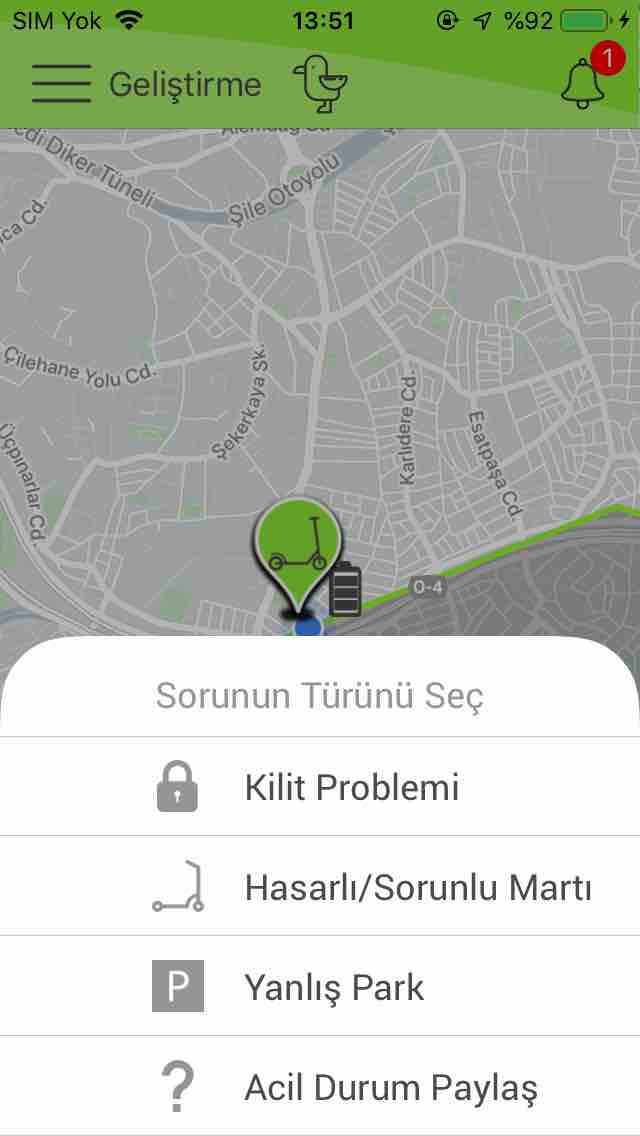 SIM Yok 13:51 %92
Geliştirme 1
Alemdağ Ca
edi Diker Tüneli
Şile Otoyolu
ca Cd.
Çilehane Yolu Cd.
Şekerkaya Sk.
Karlıdere Cd.
Esatpaşa Cd.
Üçpınarlar Cd.
O-4
Sorunun Türünü Seç
Kilit Problemi
Hasarlı/Sorunlu Martı
P Yanlış Park
? Acil Durum Paylaş